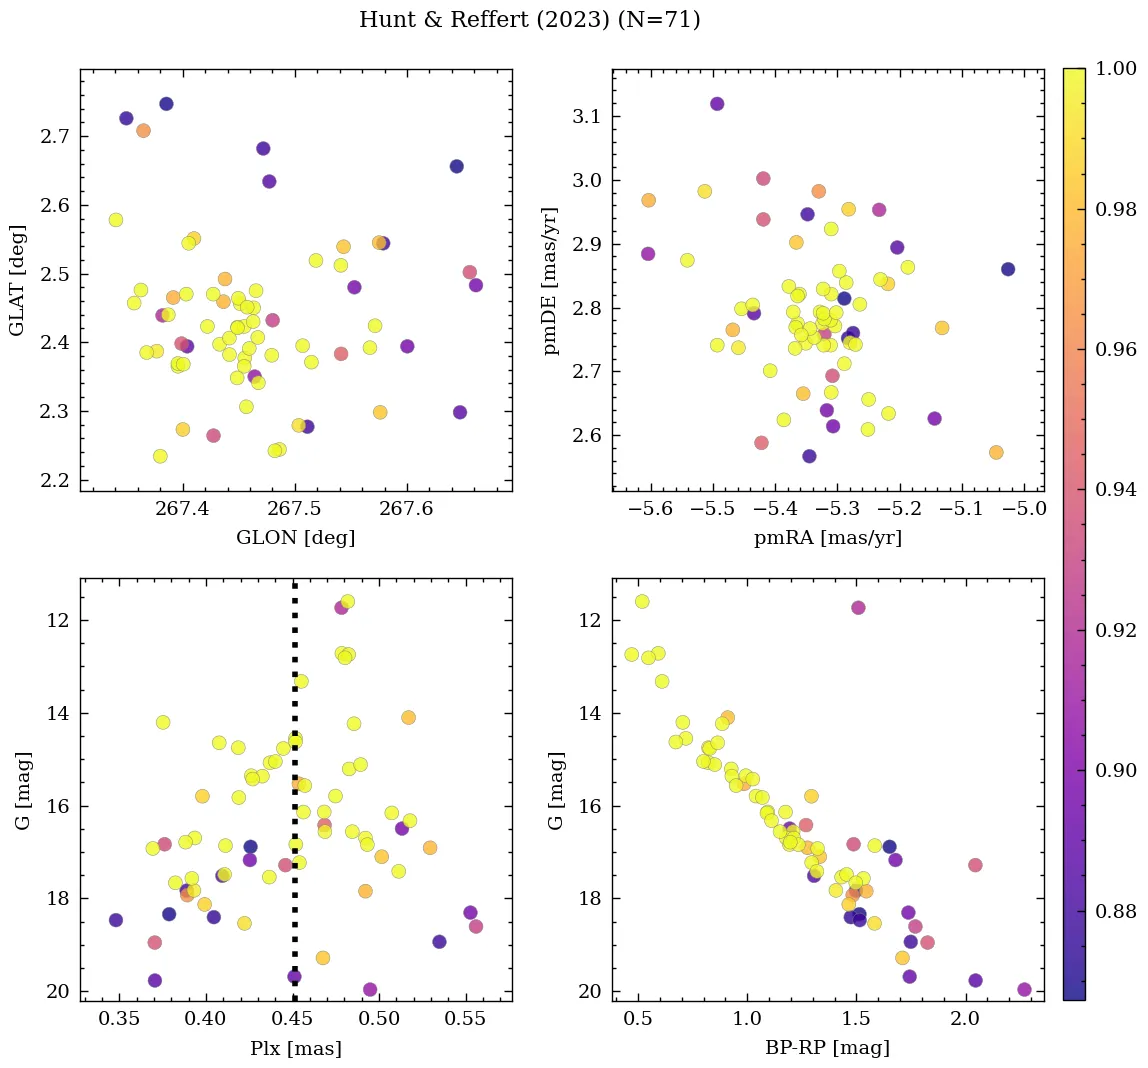 Hunt & Reffert (2023) (N=71)
2.7
2.6
2.5
2.4
2.3
2.2
GLAT [deg]
267.4 267.5 267.6
GLON [deg]
3.1
3.0
2.9
2.8
2.7
2.6
pmDE [mas/yr]
−5.6 −5.5 −5.4 −5.3 −5.2 −5.1 −5.0
pmRA [mas/yr]
12
14
16
18
20
G [mag]
0.35 0.40 0.45 0.50 0.55
Plx [mas]
12
14
16
18
20
G [mag]
0.5 1.0 1.5 2.0
BP-RP [mag]
1.00
0.98
0.96
0.94
0.92
0.90
0.88